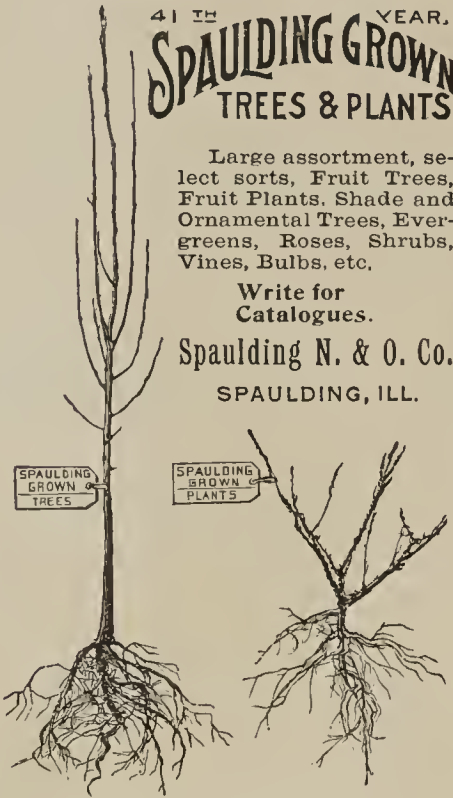 41 TH YEAR.
SPAULDING GROWN
TREES & PLANTS
Large assortment, se-
lect sorts, Fruit Trees,
Fruit Plants, Shade and
Ornamental Trees, Ever-
greens, Roses, Shrubs,
Vines, Bulbs, etc.
Write for
Catalogues.
Spaulding N. & O. Co.
SPAULDING, ILL.
SPAULDING
GROWN
TREES
SPAULDING
GROWN
PLANTS